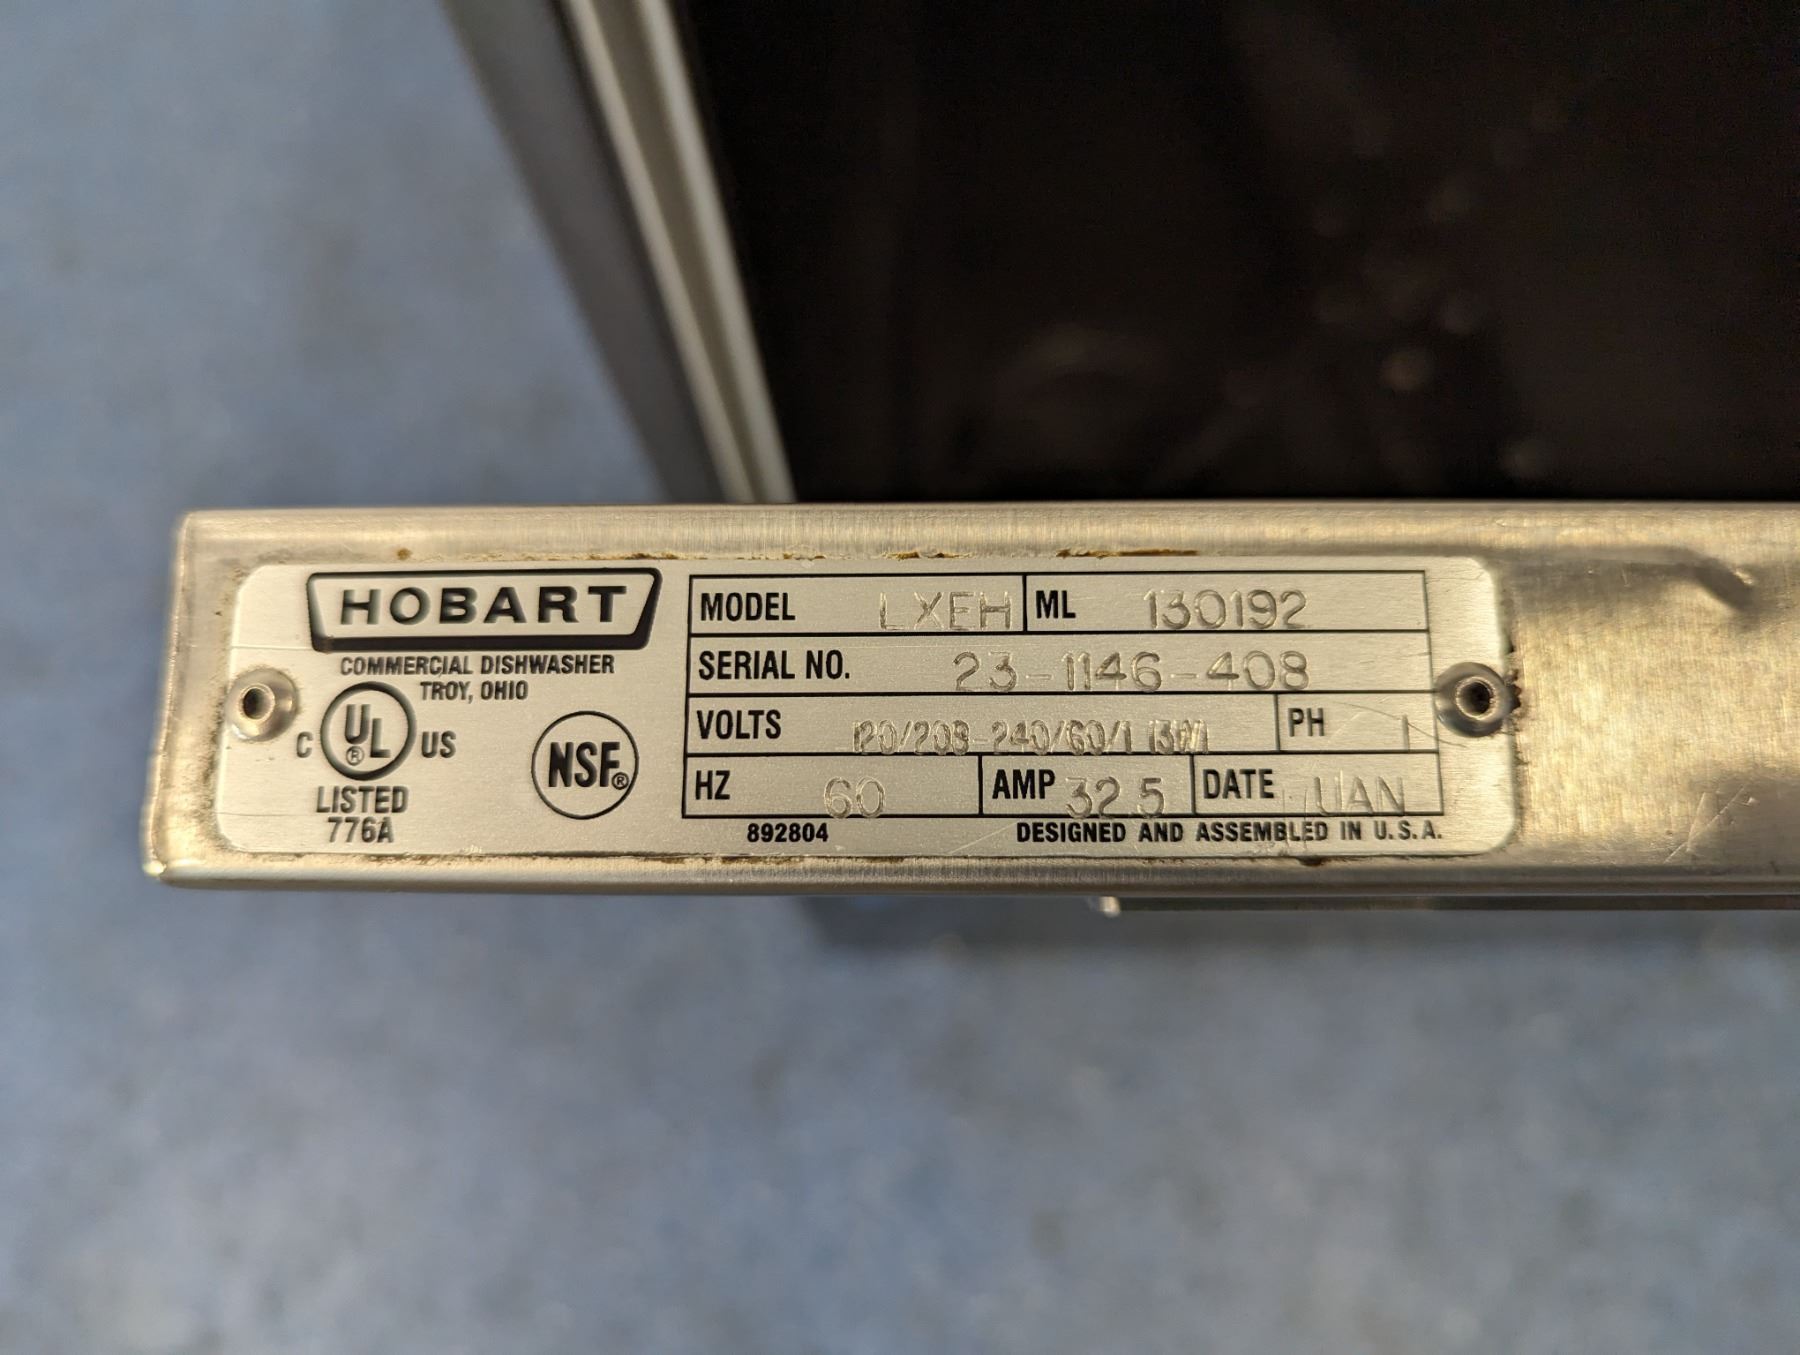 HOBART
COMMERCIAL DISHWASHER
TROY, OHIO
C UL® US
LISTED
776A
NSF®
MODEL LXEH ML 130192
SERIAL NO. 23-1146-408
VOLTS 120/208-240/60/1 (3W) PH 1
HZ 60 AMP 32.5 DATE
892804 DESIGNED AND ASSEMBLED IN U.S.A.